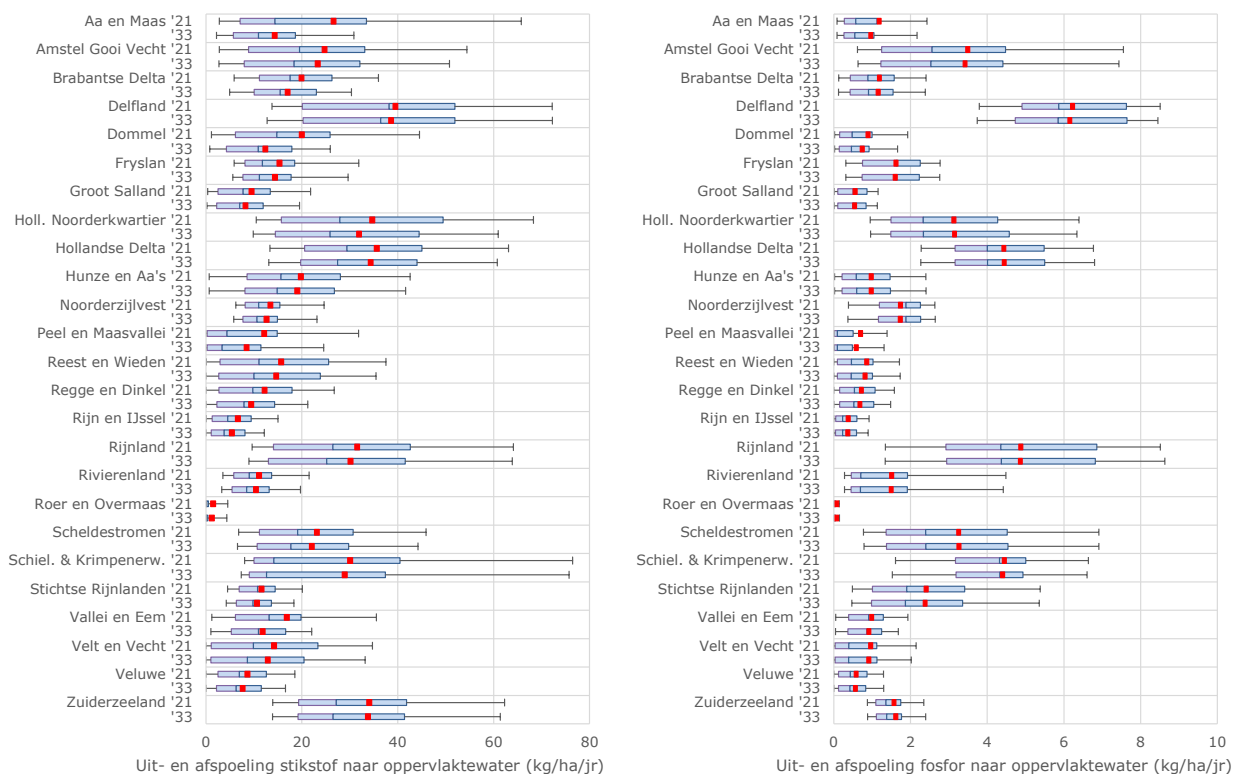 Aa en Maas '21
'33
Amstel Gooi Vecht '21
'33
Brabantse Delta '21
'33
Delfland '21
'33
Dommel '21
'33
Fryslan '21
'33
Groot Salland '21
'33
Holl. Noorderkwartier '21
'33
Hollandse Delta '21
'33
Hunze en Aa's '21
'33
Noorderzijlvest '21
'33
Peel en Maasvallei '21
'33
Reest en Wieden '21
'33
Regge en Dinkel '21
'33
Rijn en IJssel '21
'33
Rijnland '21
'33
Rivierenland '21
'33
Roer en Overmaas '21
'33
Scheldestromen '21
'33
Schiel. & Krimpenerw. '21
'33
Stichtse Rijnlanden '21
'33
Vallei en Eem '21
'33
Velt en Vecht '21
'33
Veluwe '21
'33
Zuiderzeeland '21
'33
0 20 40 60 80
Uit- en afspoeling stikstof naar oppervlaktewater (kg/ha/jr)
Aa en Maas '21
'33
Amstel Gooi Vecht '21
'33
Brabantse Delta '21
'33
Delfland '21
'33
Dommel '21
'33
Fryslan '21
'33
Groot Salland '21
'33
Holl. Noorderkwartier '21
'33
Hollandse Delta '21
'33
Hunze en Aa's '21
'33
Noorderzijlvest '21
'33
Peel en Maasvallei '21
'33
Reest en Wieden '21
'33
Regge en Dinkel '21
'33
Rijn en IJssel '21
'33
Rijnland '21
'33
Rivierenland '21
'33
Roer en Overmaas '21
'33
Scheldestromen '21
'33
Schiel. & Krimpenerw. '21
'33
Stichtse Rijnlanden '21
'33
Vallei en Eem '21
'33
Velt en Vecht '21
'33
Veluwe '21
'33
Zuiderzeeland '21
'33
0 2 4 6 8 10
Uit- en afspoeling fosfor naar oppervlaktewater (kg/ha/jr)